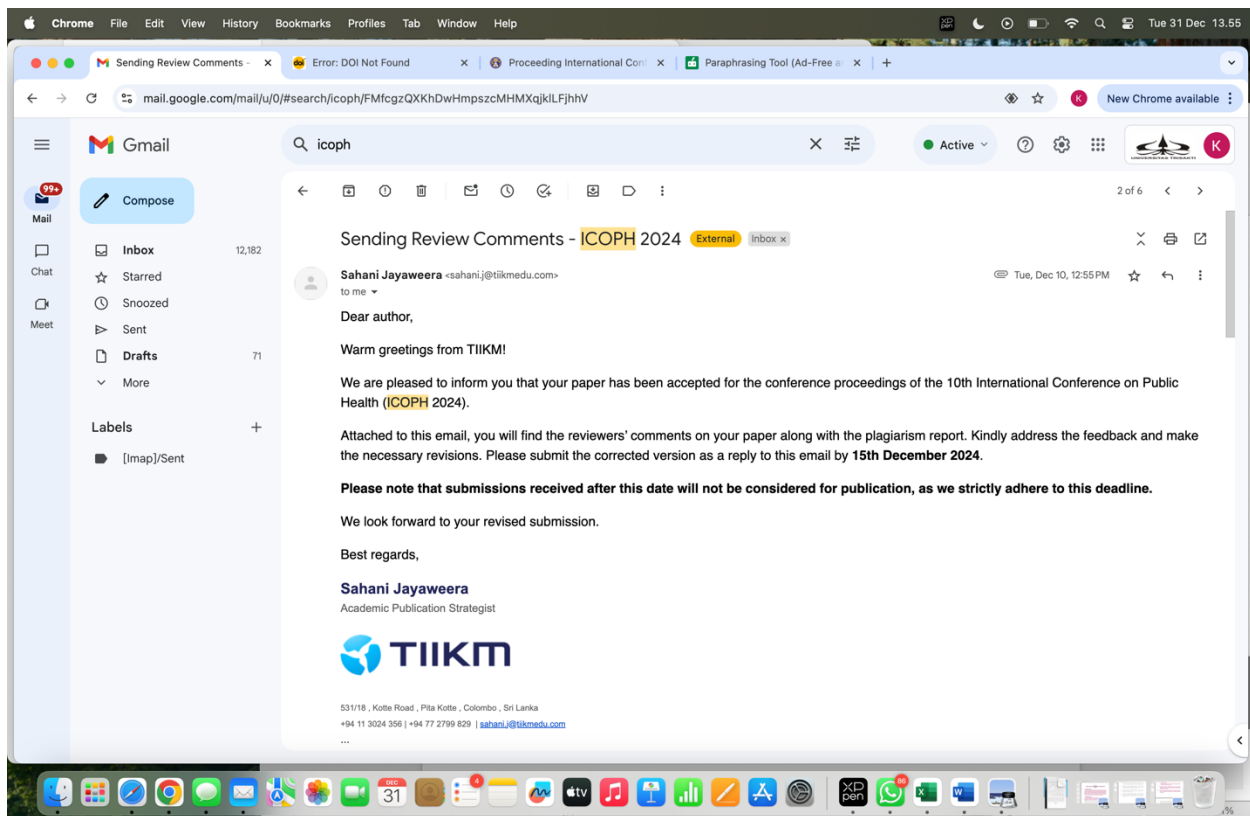 Chrome File Edit View History Bookmarks Profiles Tab Window Help
XP pen
Tue 31 Dec 13.55
Sending Review Comments -
Error: DOI Not Found
Proceeding International Con
Paraphrasing Tool (Ad-Free a
mail.google.com/mail/u/0/#search/icoph/FMfcgzQXKhDwHmpszcMHMXqjklLFjhhV
K
New Chrome available
Gmail
icoph
Active
UNIVERSITAS TRISAKTI
K
99+
Mail
Chat
Meet
Compose
2 of 6
Inbox 12,182
Starred
Snoozed
Sent
Drafts 71
More
Labels +
[Imap]/Sent
Sending Review Comments - ICOPH 2024 External Inbox x
Sahani Jayaweera <sahani.j@tiikmedu.com>
Tue, Dec 10, 12:55 PM
to me
Dear author,
Warm greetings from TIIKM!
We are pleased to inform you that your paper has been accepted for the conference proceedings of the 10th International Conference on Public
Health (ICOPH 2024).
Attached to this email, you will find the reviewers' comments on your paper along with the plagiarism report. Kindly address the feedback and make
the necessary revisions. Please submit the corrected version as a reply to this email by 15th December 2024.
Please note that submissions received after this date will not be considered for publication, as we strictly adhere to this deadline.
We look forward to your revised submission.
Best regards,
Sahani Jayaweera
Academic Publication Strategist
TIIKM
531/18 , Kotte Road , Pita Kotte , Colombo , Sri Lanka
+94 11 3024 356 | +94 77 2799 829 | sahani.j@tiikmedu.com
...
DEC
31
4
tv
XP pen
86